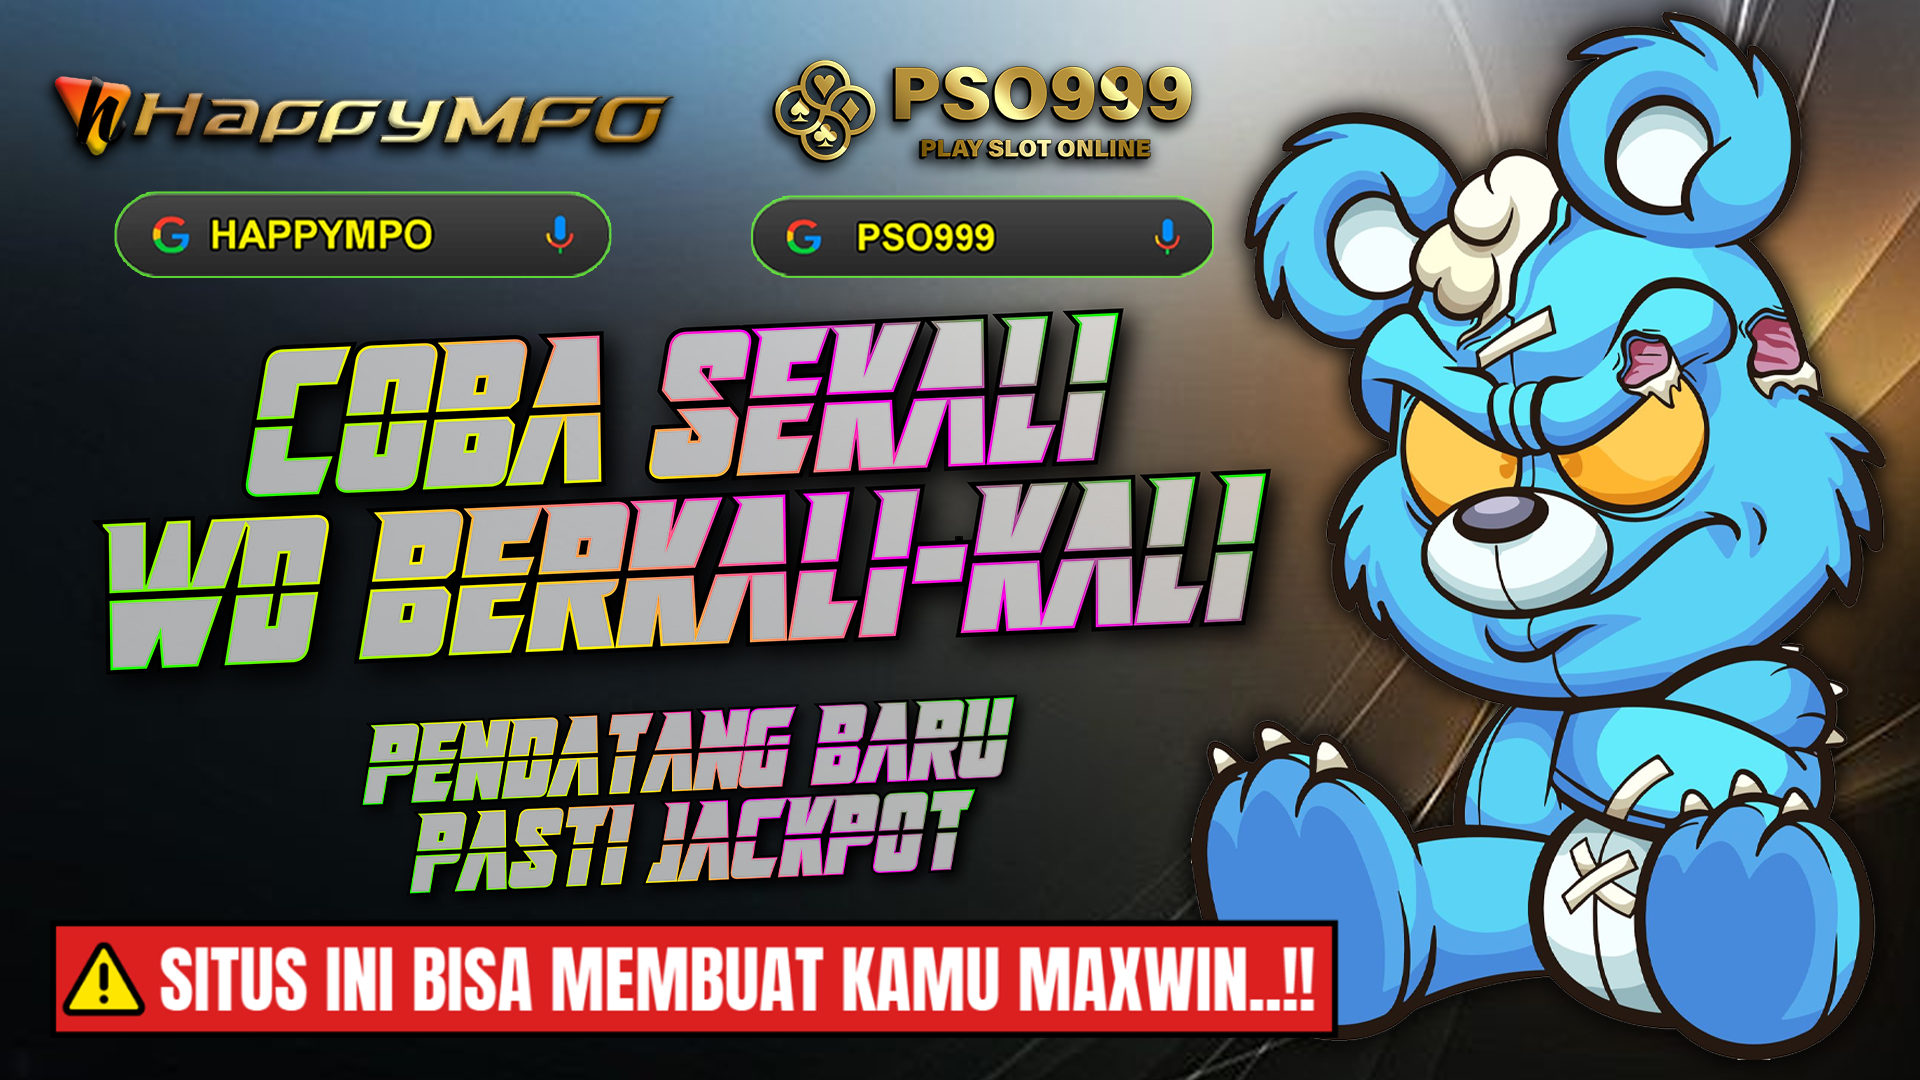 HappyMPO
PSO999
PLAY SLOT ONLINE
HAPPYMPO
PSO999
COBA SEKALI
WD BERKALI-KALI
PENDATANG BARU
PASTI JACKPOT
SITUS INI BISA MEMBUAT KAMU MAXWIN..!!